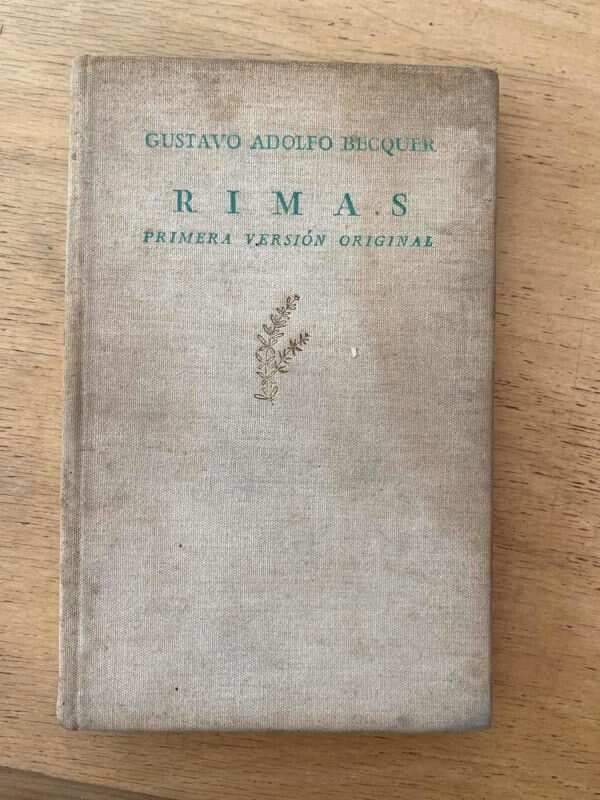 GUSTAVO ADOLFO BECQUER
RIMAS
PRIMERA VERSIÓN ORIGINAL